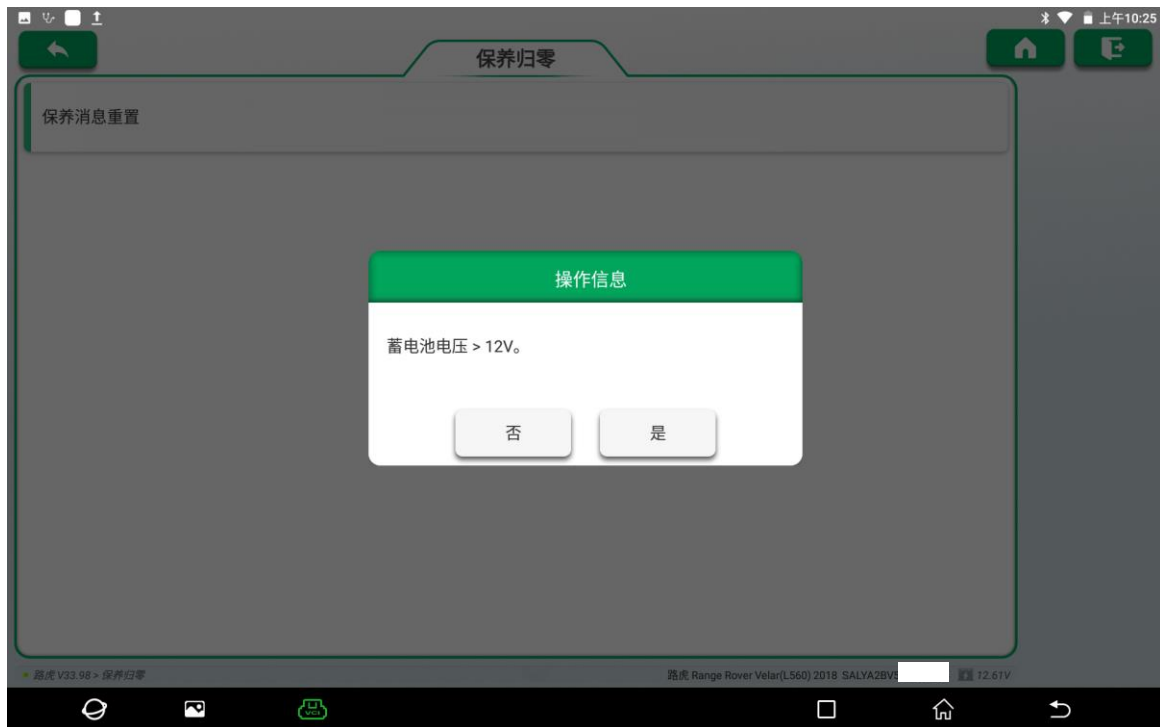 上午10:25
保养归零
保养消息重置
操作信息
蓄电池电压 > 12V。
否
是
路虎 V33.98 > 保养归零
路虎 Range Rover Velar(L560) 2018 SALYA2BV5
12.61V
VCI